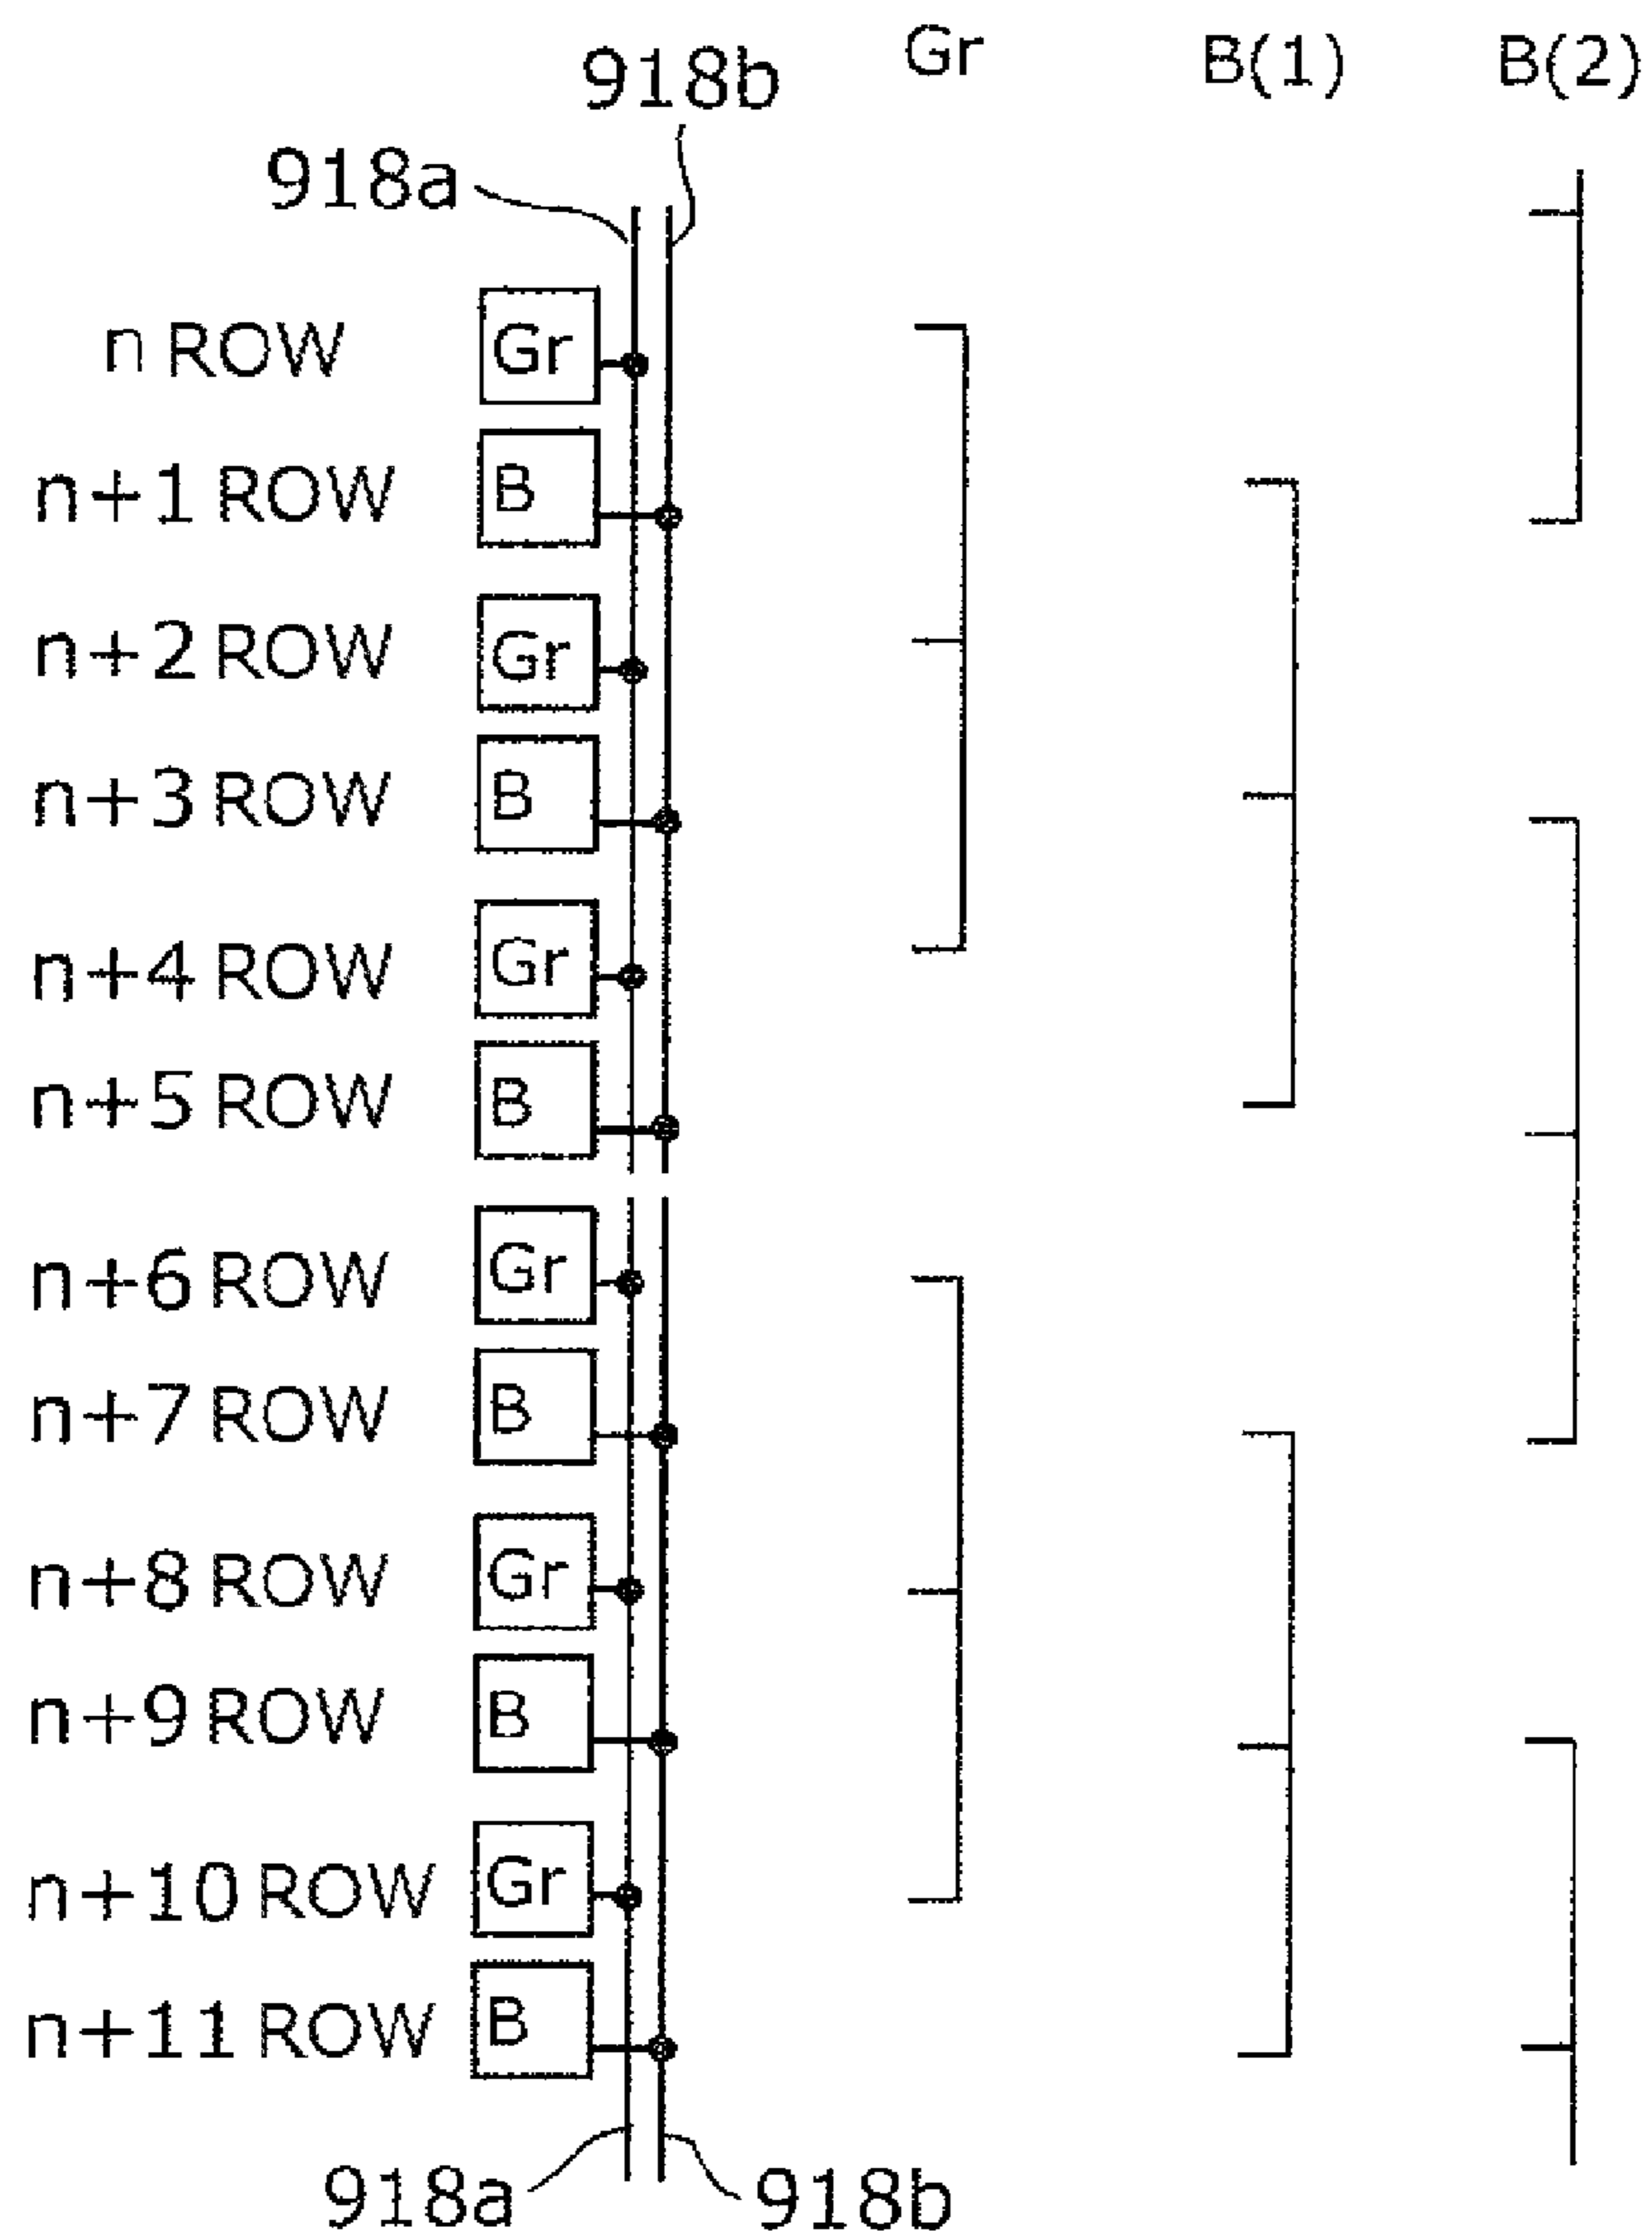 Gr B(1) B(2)
918b
918a
n ROW Gr
n+1 ROW B
n+2 ROW Gr
n+3 ROW B
n+4 ROW Gr
n+5 ROW B
n+6 ROW Gr
n+7 ROW B
n+8 ROW Gr
n+9 ROW B
n+10 ROW Gr
n+11 ROW B
918a 918b